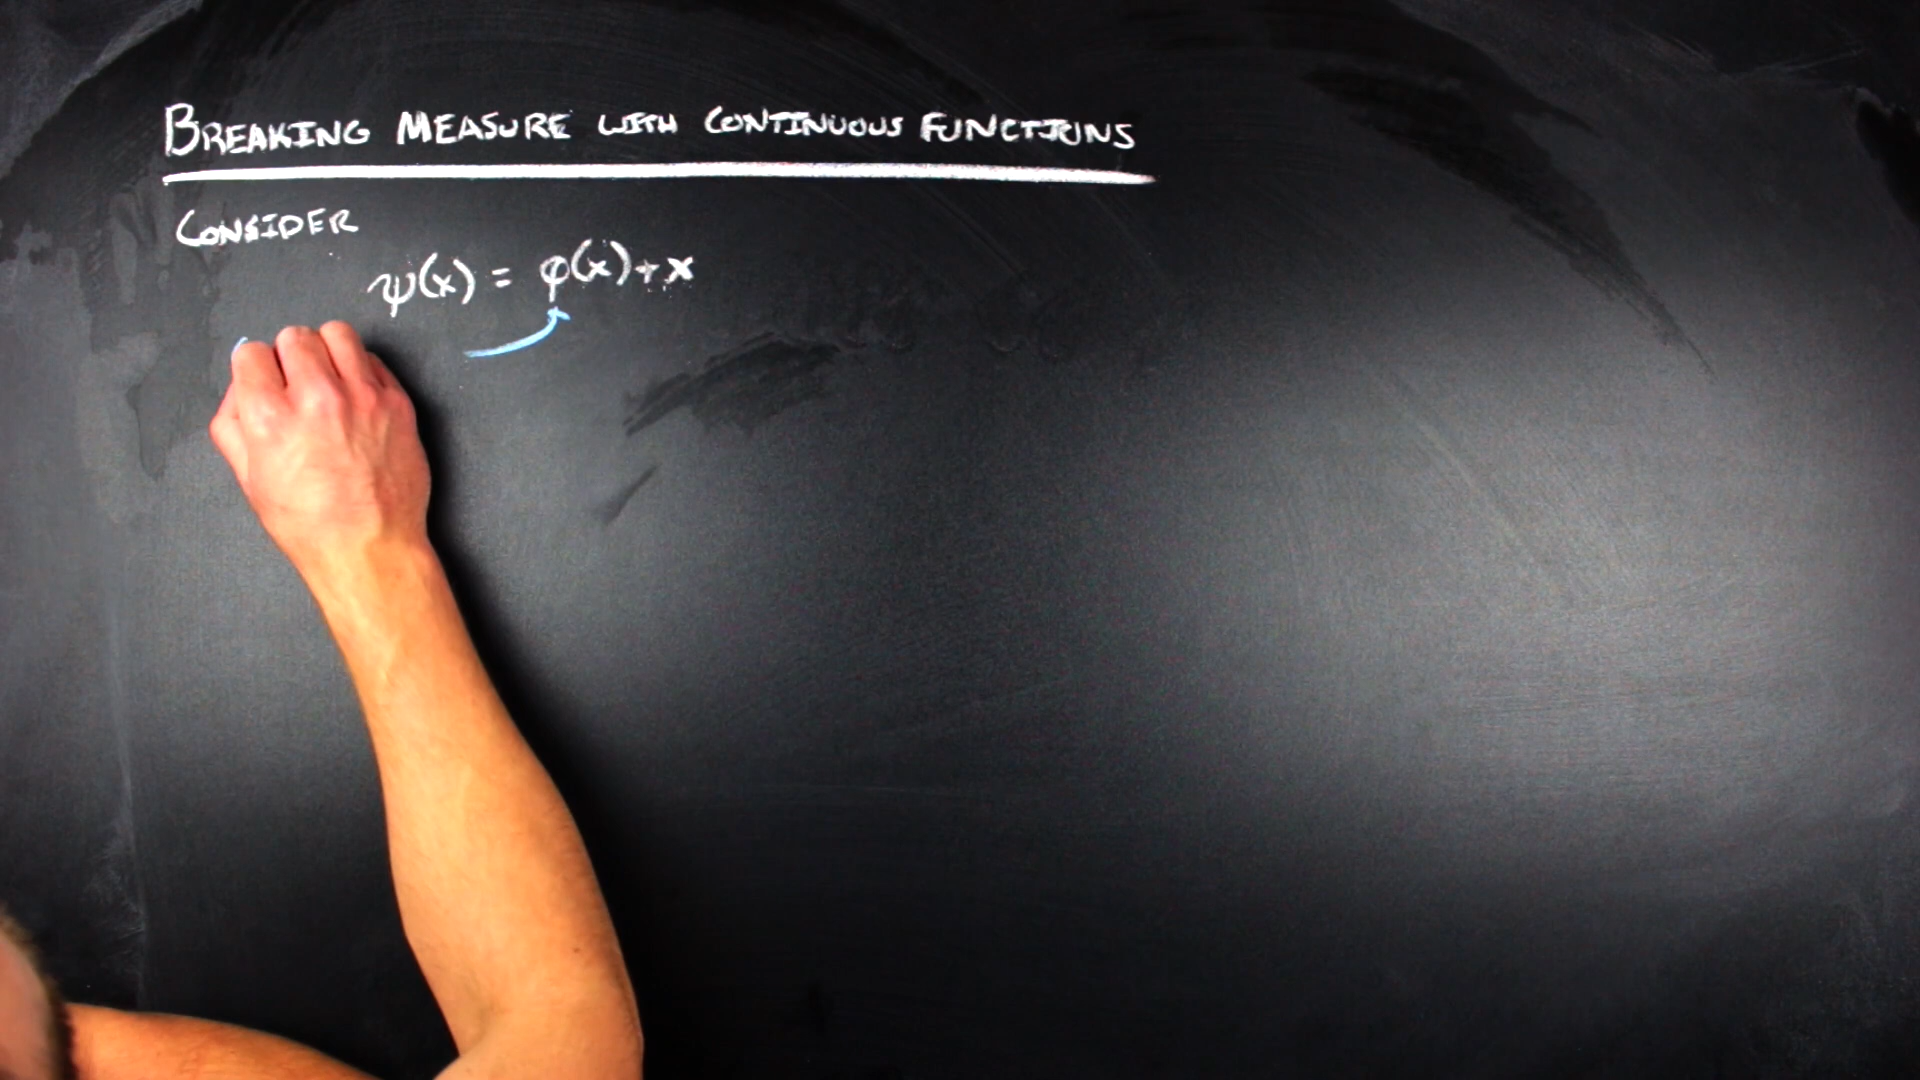 BREAKING MEASURE WITH CONTINUOUS FUNCTIONS
CONSIDER
ψ(x) = φ(x)+x